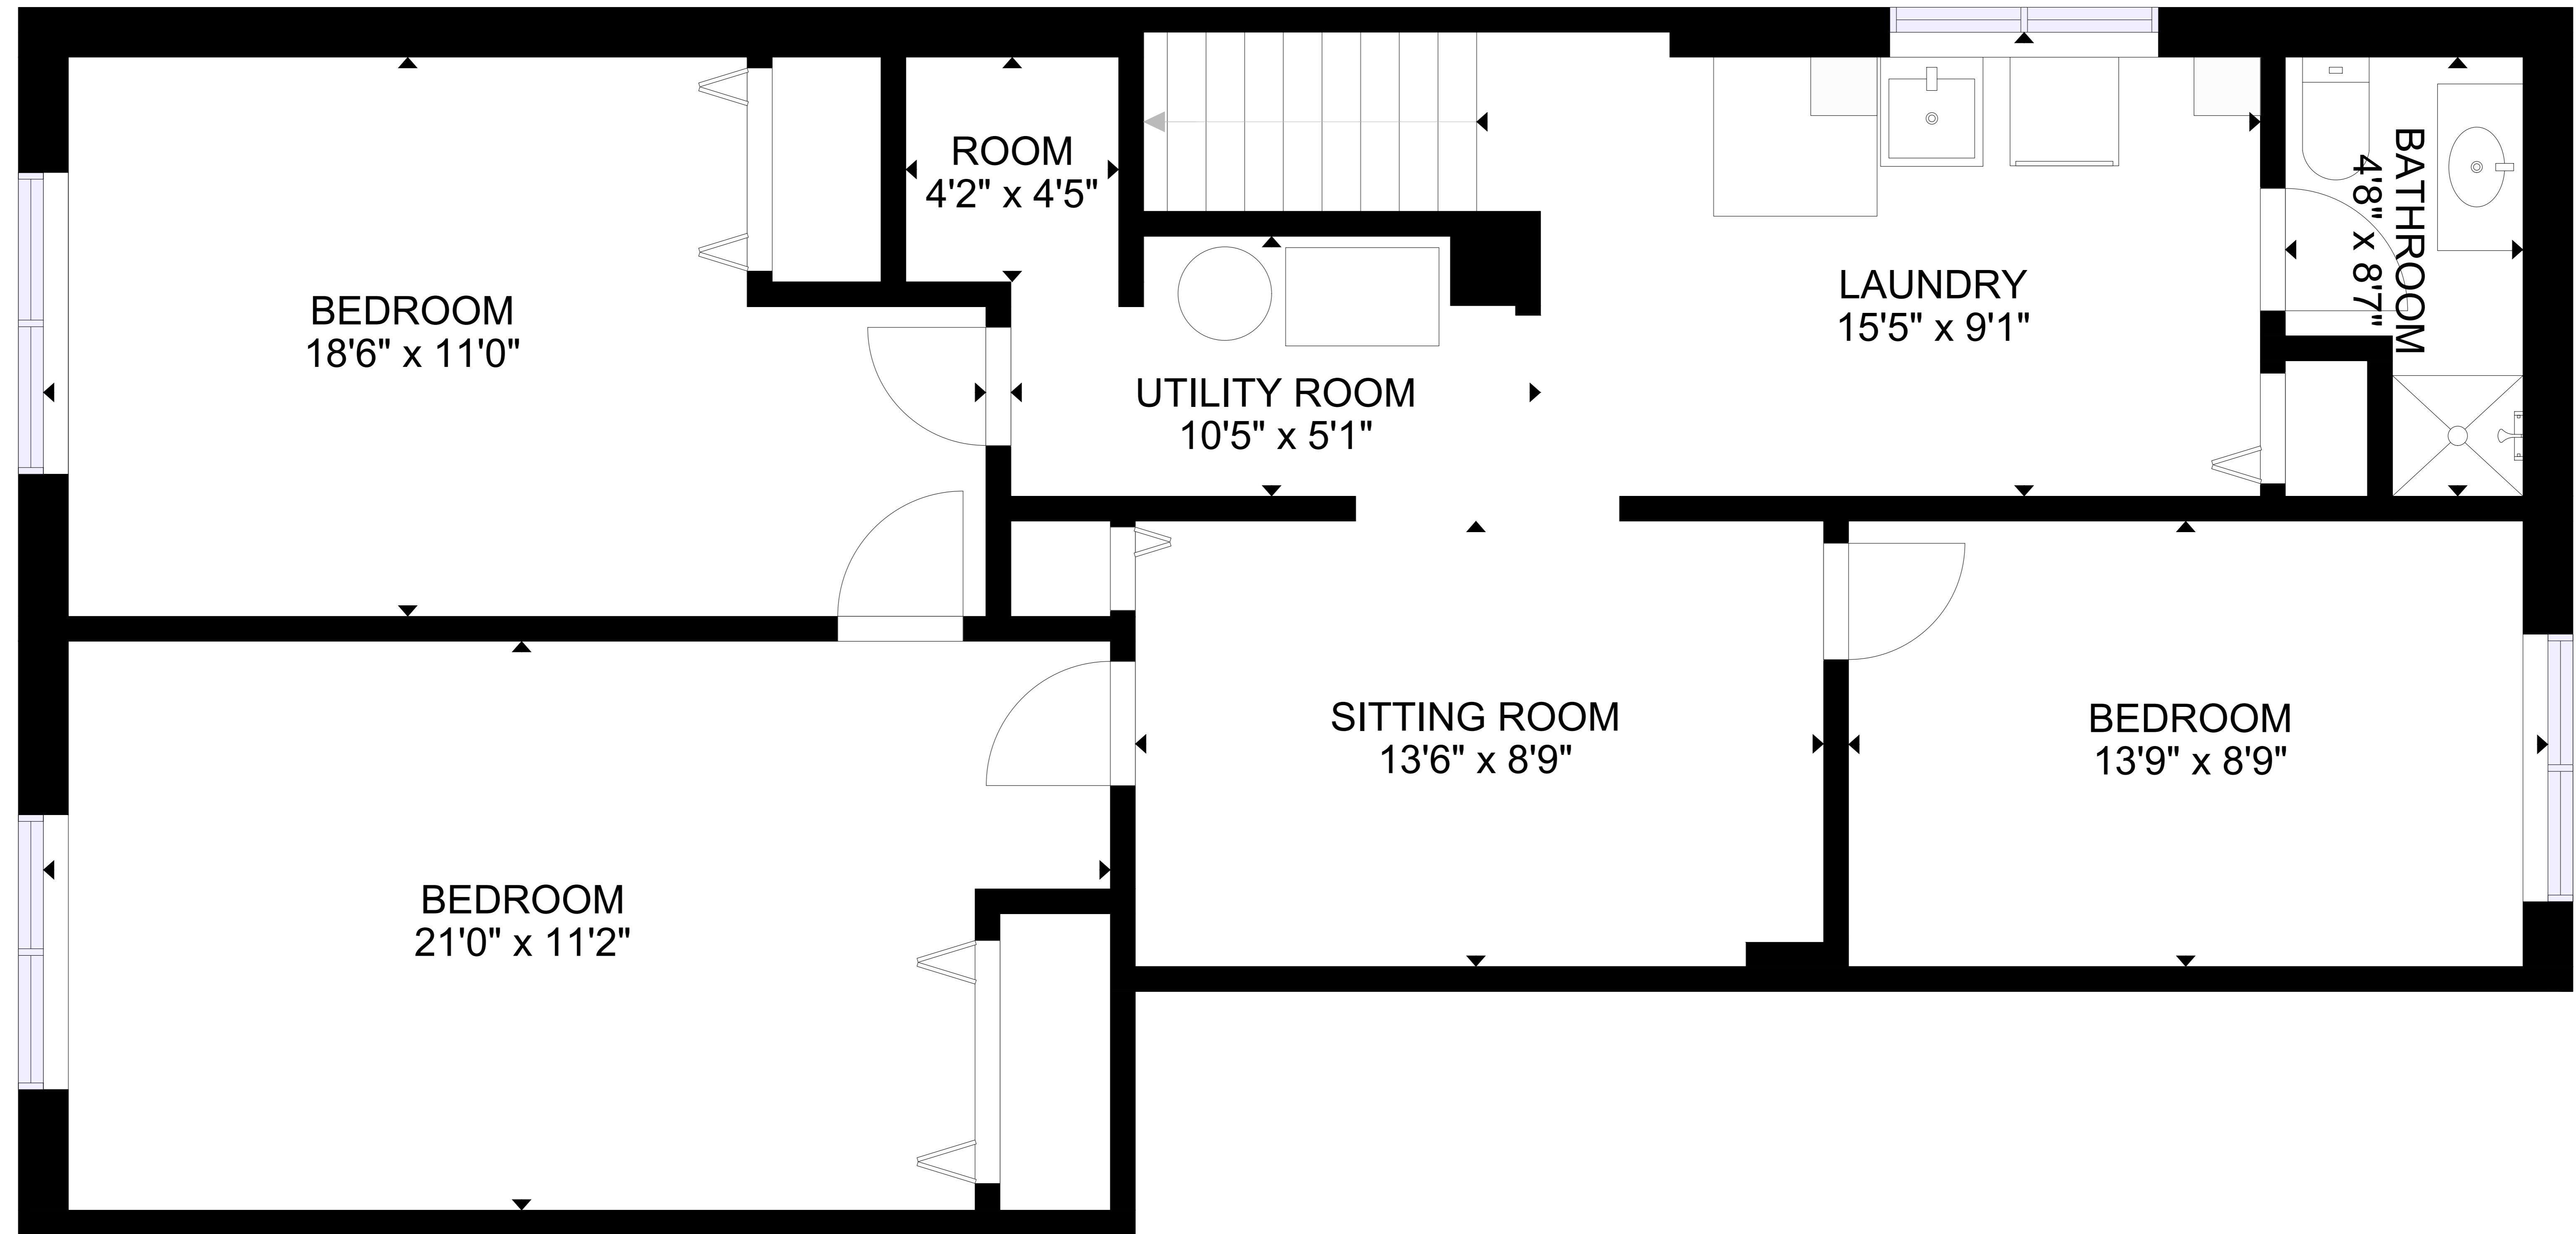 ROOM
4'2" x 4'5"
BATHROOM
4'8" x 8'7"
BEDROOM
18'6" x 11'0"
LAUNDRY
15'5" x 9'1"
UTILITY ROOM
10'5" x 5'1"
SITTING ROOM
13'6" x 8'9"
BEDROOM
13'9" x 8'9"
BEDROOM
21'0" x 11'2"